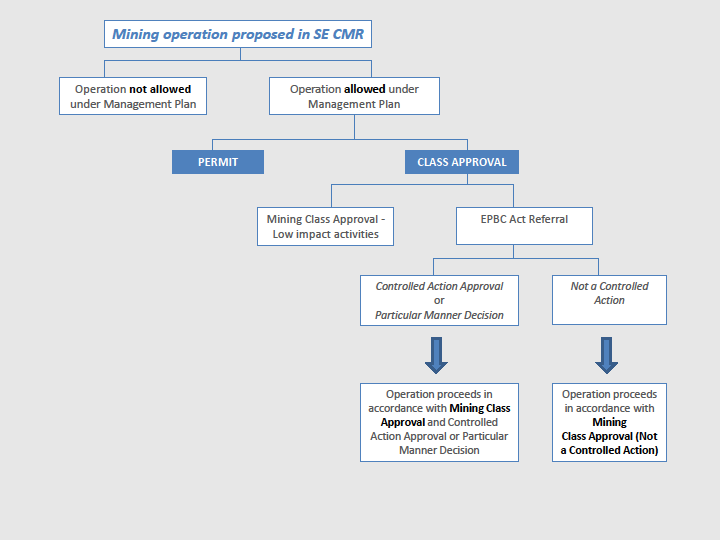 Mining operation proposed in SE CMR
Operation not allowed
under Management Plan
Operation allowed under
Management Plan
PERMIT
CLASS APPROVAL
Mining Class Approval -
Low impact activities
EPBC Act Referral
Controlled Action Approval
or
Particular Manner Decision
Not a Controlled
Action
Operation proceeds in
accordance with Mining Class
Approval and Controlled
Action Approval or Particular
Manner Decision
Operation proceeds
in accordance with
Mining
Class Approval (Not
a Controlled Action)